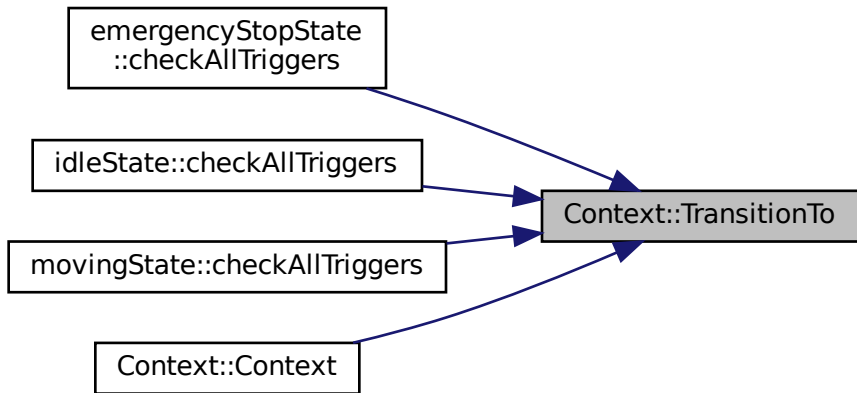 emergencyStopState
::checkAllTriggers
idleState::checkAllTriggers
Context::TransitionTo
movingState::checkAllTriggers
Context::Context